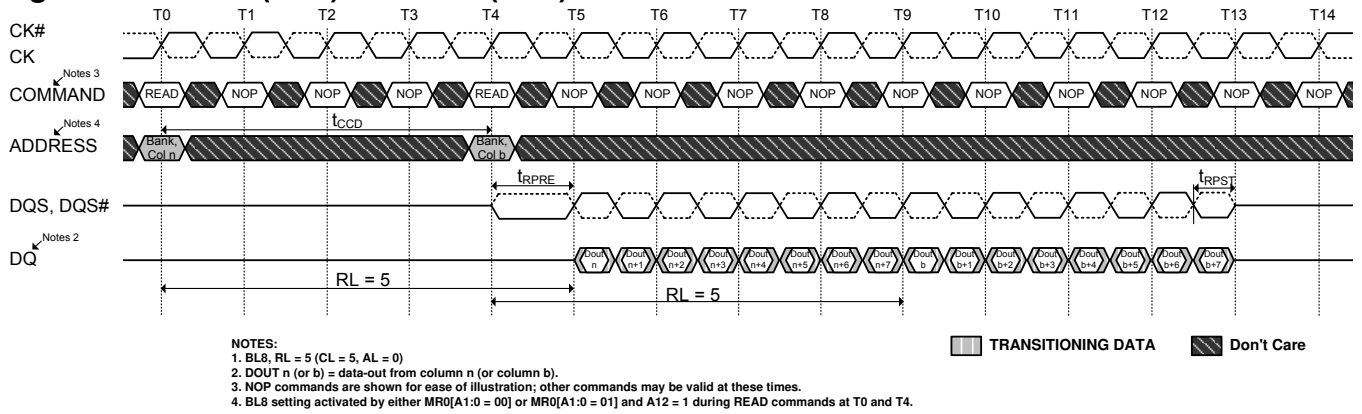 T0 T1 T2 T3 T4 T5 T6 T7 T8 T9 T10 T11 T12 T13 T14
CK#
CK
Notes 3
COMMAND READ NOP NOP NOP READ NOP NOP NOP NOP NOP NOP NOP NOP NOP NOP
Notes 4
tCCD
ADDRESS Bank, Col n Bank, Col b
tRPRE tRPST
DQS, DQS#
Notes 2
DQ Dout n Dout n+1 Dout n+2 Dout n+3 Dout n+4 Dout n+5 Dout n+6 Dout n+7 Dout b Dout b+1 Dout b+2 Dout b+3 Dout b+4 Dout b+5 Dout b+6 Dout b+7
RL = 5 RL = 5
NOTES:
1. BL8, RL = 5 (CL = 5, AL = 0)
2. DOUT n (or b) = data-out from column n (or column b).
3. NOP commands are shown for ease of illustration; other commands may be valid at these times.
4. BL8 setting activated by either MR0[A1:0 = 00] or MR0[A1:0 = 01] and A12 = 1 during READ commands at T0 and T4.
TRANSITIONING DATA Don't Care